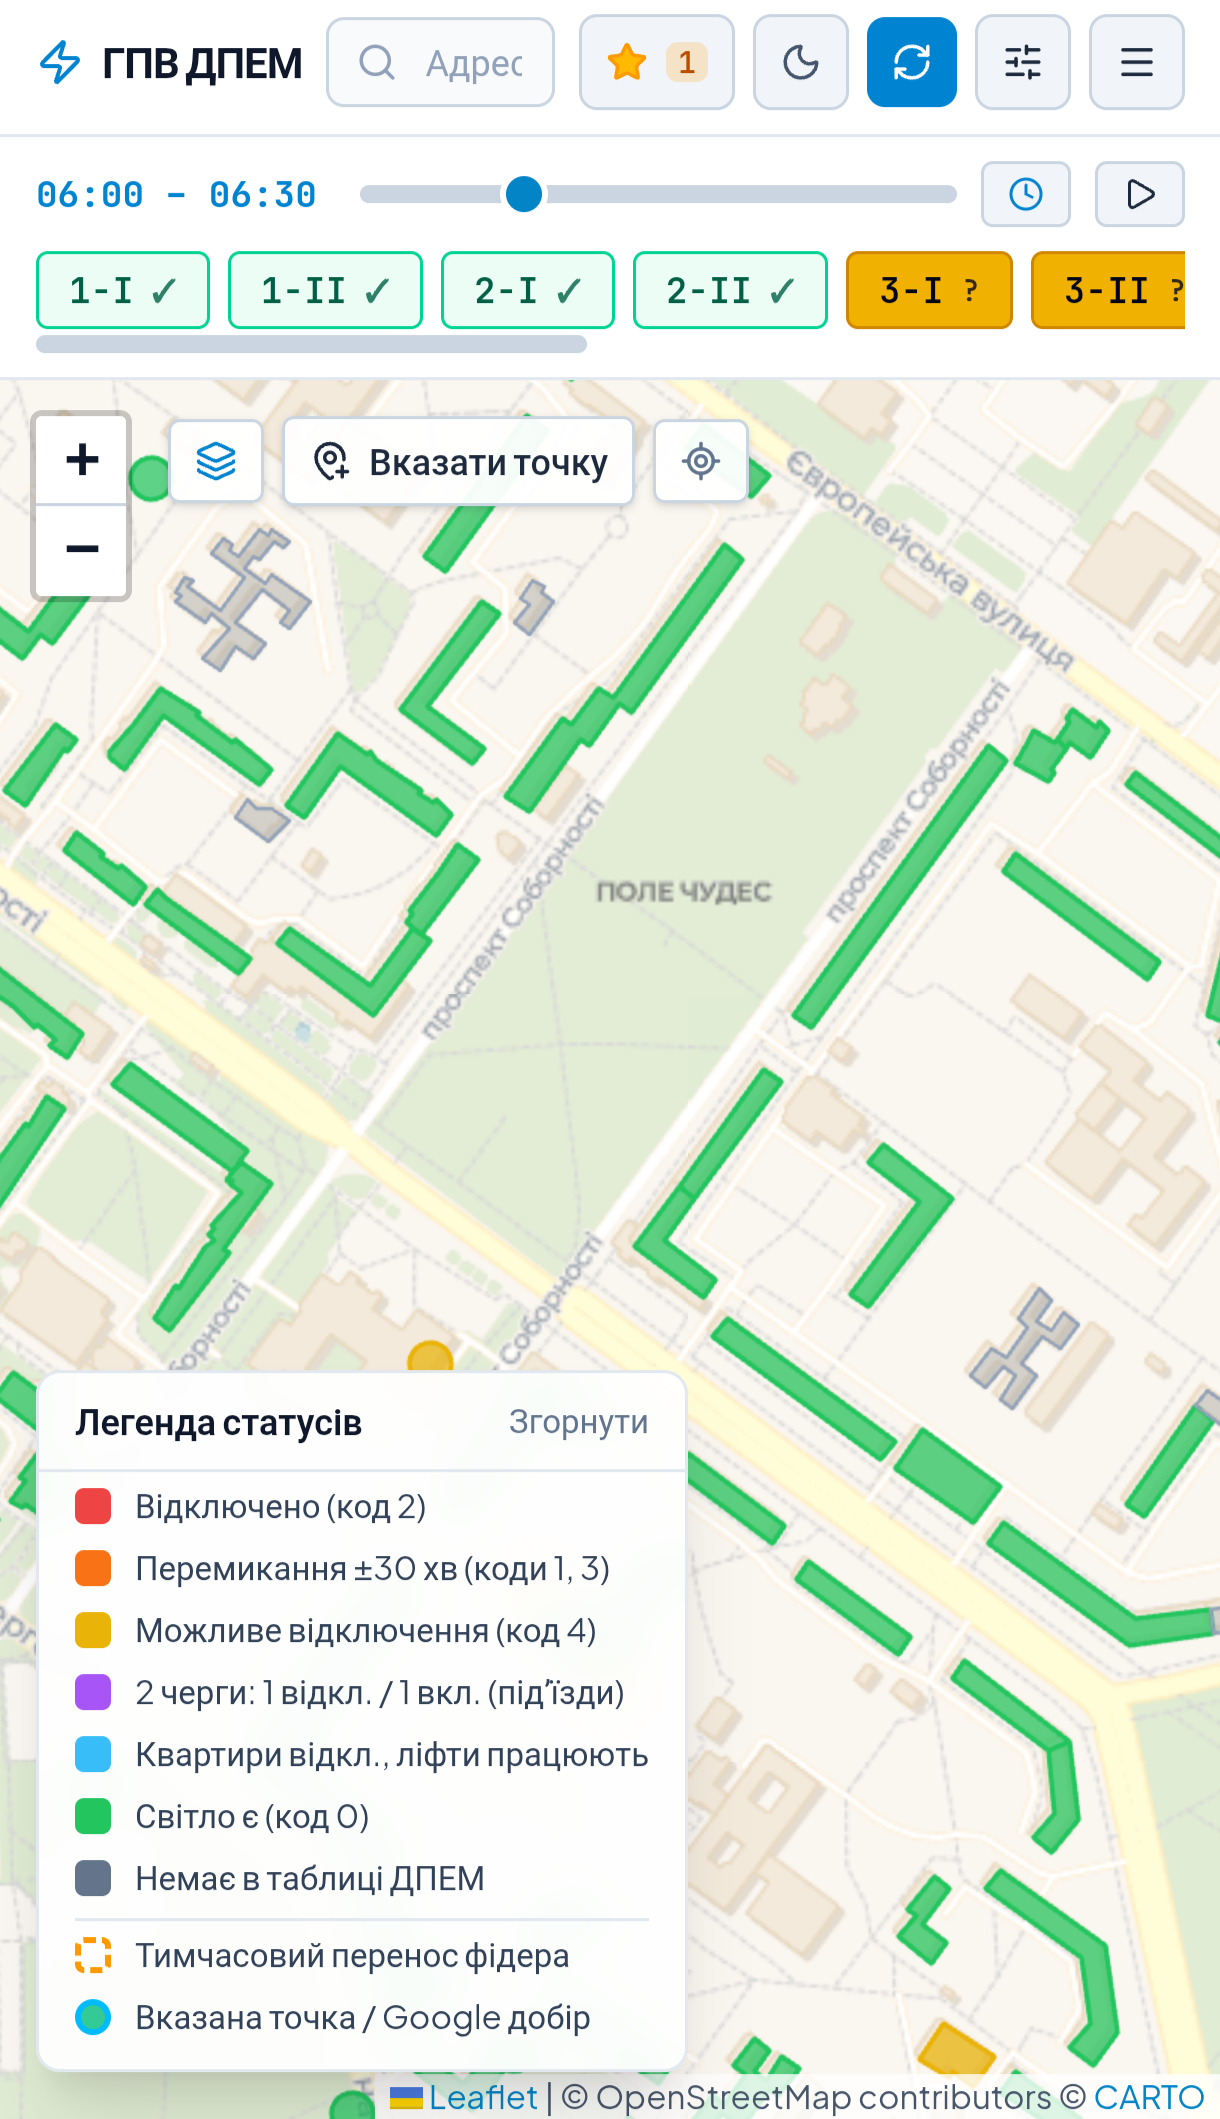 ГПВ ДПЕМ
Адрес
1
06:00 – 06:30
1-I ✓
1-II ✓
2-I ✓
2-II ✓
3-I ?
3-II ?
+
Вказати точку
−
Європейська вулиця
проспект Соборності
проспект Соборності
ПОЛЕ ЧУДЕС
Легенда статусів
Згорнути
Відключено (код 2)
Перемикання ±30 хв (коди 1, 3)
Можливе відключення (код 4)
2 черги: 1 відкл. / 1 вкл. (під’їзди)
Квартири відкл., ліфти працюють
Світло є (код 0)
Немає в таблиці ДПЕМ
Тимчасовий перенос фідера
Вказана точка / Google добір
Leaflet | © OpenStreetMap contributors © CARTO